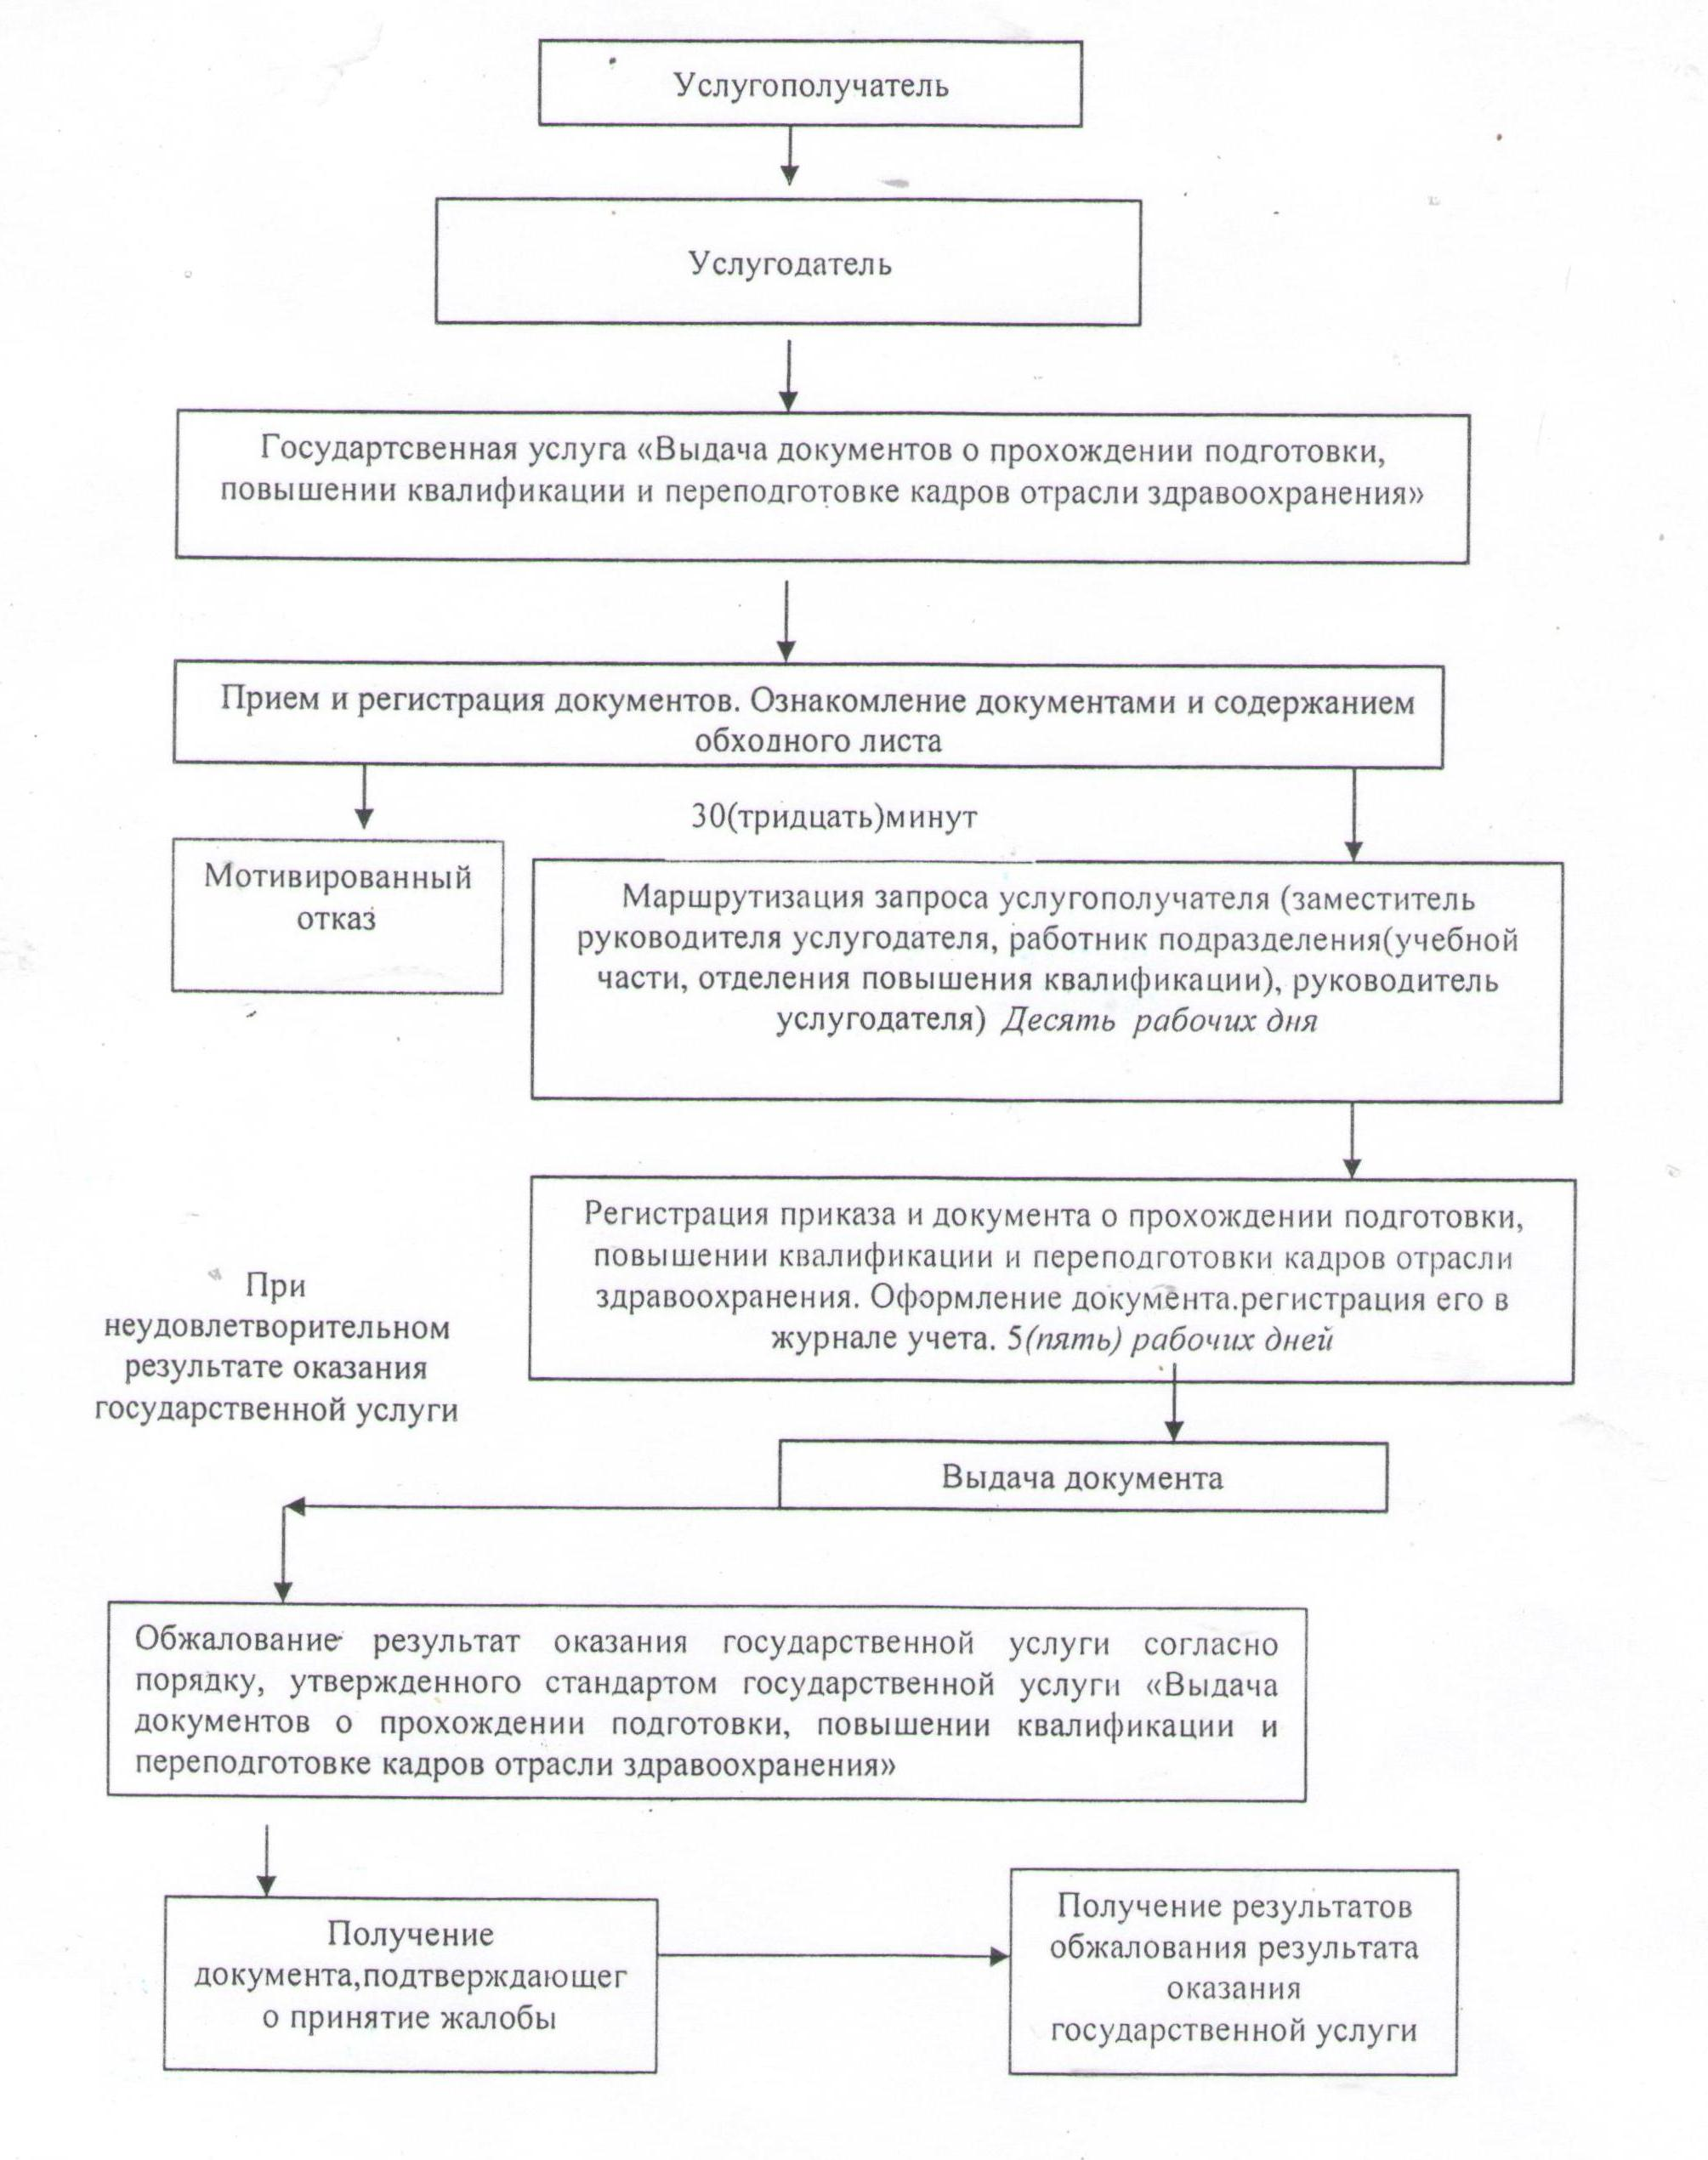 Услугополучатель
Услугодатель
Государтсвенная услуга «Выдача документов о прохождении подготовки,
повышении квалификации и переподготовке кадров отрасли здравоохранения»
Прием и регистрация документов. Ознакомление документами и содержанием
обходного листа
30(тридцать)минут
Мотивированный
отказ
Маршрутизация запроса услугополучателя (заместитель
руководителя услугодателя, работник подразделения(учебной
части, отделения повышения квалификации), руководитель
услугодателя) Десять рабочих дня
Регистрация приказа и документа о прохождении подготовки,
повышении квалификации и переподготовки кадров отрасли
здравоохранения. Оформление документа.регистрация его в
журнале учета. 5(пять) рабочих дней
При
неудовлетворительном
результате оказания
государственной услуги
Выдача документа
Обжалование результат оказания государственной услуги согласно
порядку, утвержденного стандартом государственной услуги «Выдача
документов о прохождении подготовки, повышении квалификации и
переподготовке кадров отрасли здравоохранения»
Получение
документа,подтверждающег
о принятие жалобы
Получение результатов
обжалования результата
оказания
государственной услуги